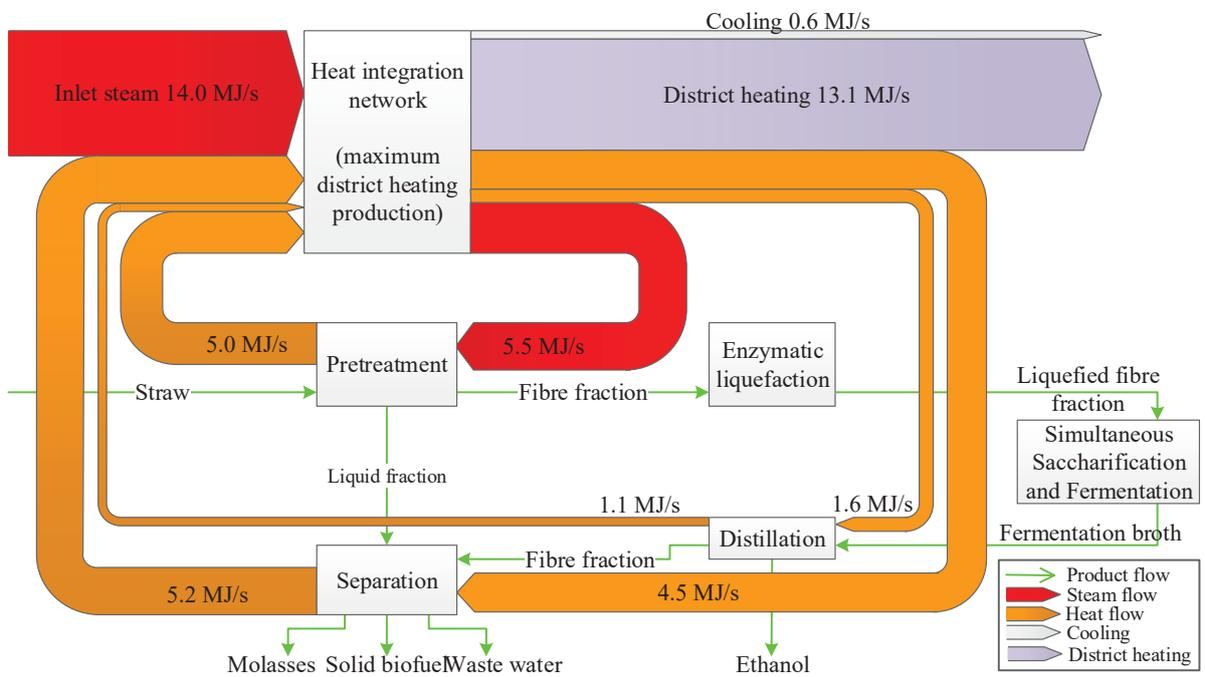 Cooling 0.6 MJ/s
Inlet steam 14.0 MJ/s
Heat integration
network
(maximum
district heating
production)
District heating 13.1 MJ/s
5.0 MJ/s
Pretreatment
5.5 MJ/s
Enzymatic
liquefaction
Straw
Fibre fraction
Liquefied fibre
fraction
Simultaneous
Saccharification
and Fermentation
Liquid fraction
1.1 MJ/s
1.6 MJ/s
Distillation
Fermentation broth
Fibre fraction
Separation
5.2 MJ/s
4.5 MJ/s
Molasses
Solid biofuel
Waste water
Ethanol
Product flow
Steam flow
Heat flow
Cooling
District heating